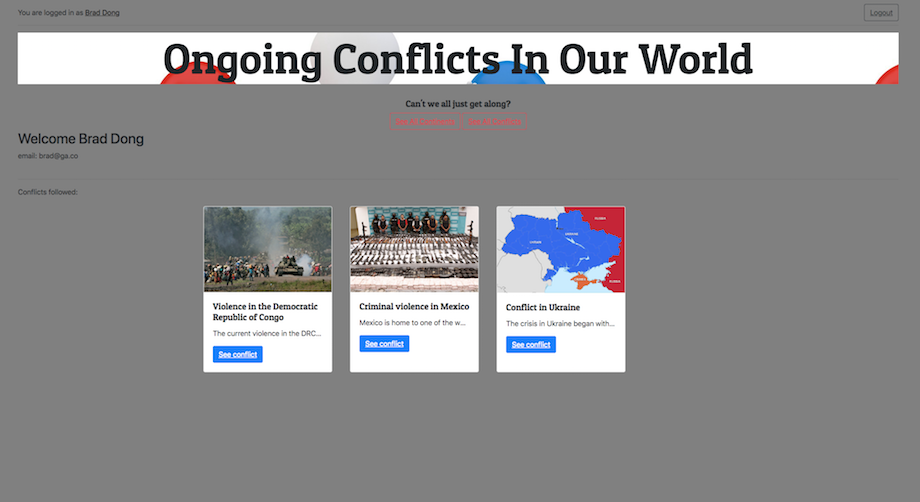 You are logged in as Brad Dong
Logout
Ongoing Conflicts In Our World
Can't we all just get along?
Welcome Brad Dong
email: brad@ga.co
Conflicts followed:
Violence in the Democratic
Republic of Congo
The current violence in the DRC...
See conflict
Criminal violence in Mexico
Mexico is home to one of the w...
See conflict
UKRAINE
RUSSIA
RUSSIA
Conflict in Ukraine
The crisis in Ukraine began with...
See conflict